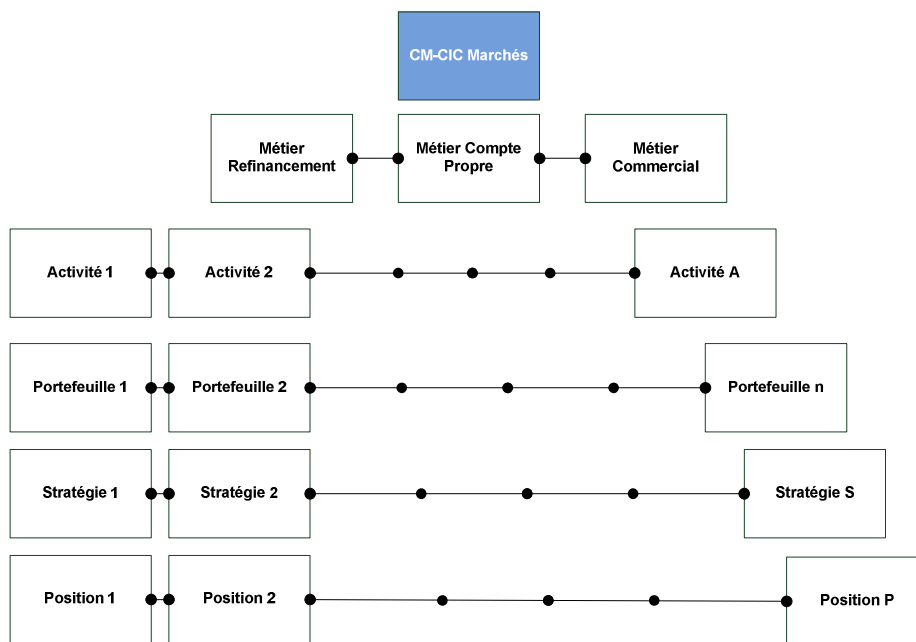 CM-CIC Marchés
Métier
Refinancement
Métier Compte
Propre
Métier
Commercial
Activité 1
Activité 2
Activité A
Portefeuille 1
Portefeuille 2
Portefeuille n
Stratégie 1
Stratégie 2
Stratégie S
Position 1
Position 2
Position P